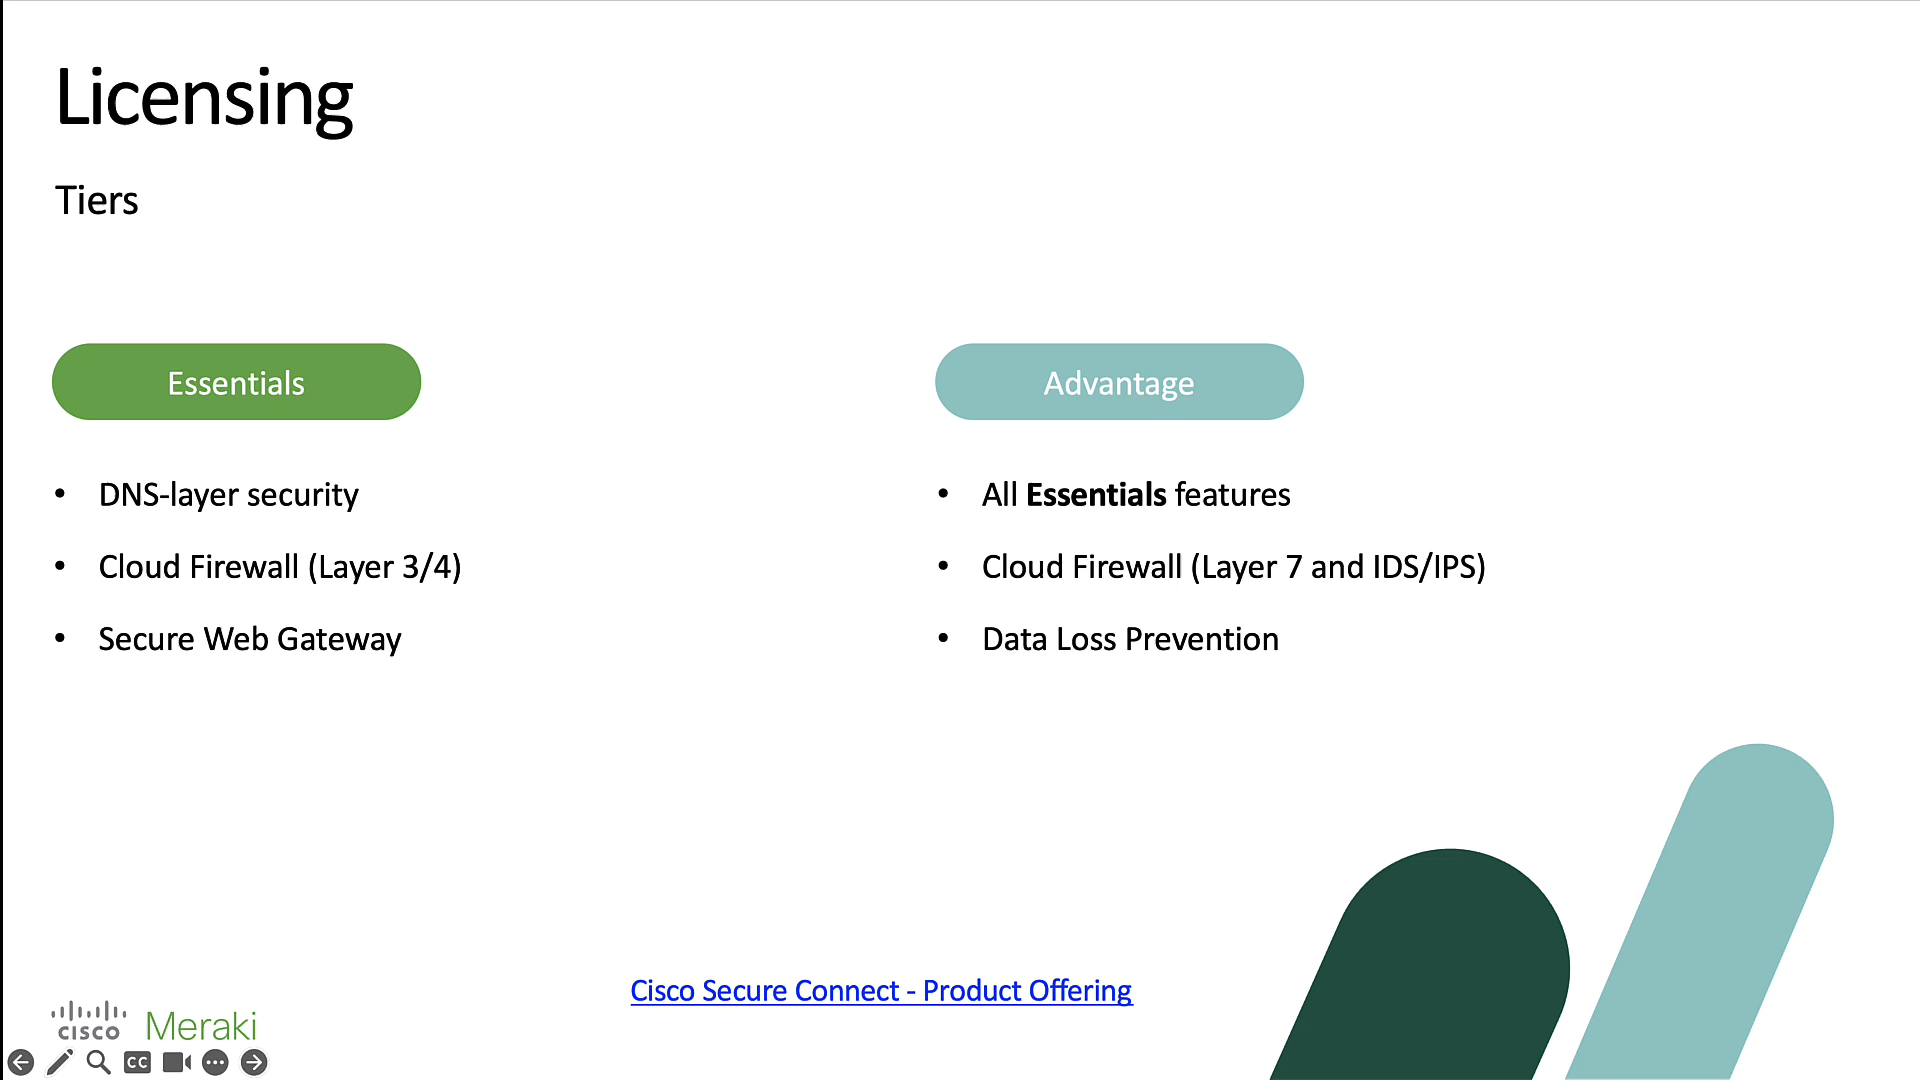 Licensing
Tiers
Essentials
• DNS-layer security
• Cloud Firewall (Layer 3/4)
• Secure Web Gateway
Advantage
• All Essentials features
• Cloud Firewall (Layer 7 and IDS/IPS)
• Data Loss Prevention
Cisco Secure Connect - Product Offering
CISCO Meraki
CC